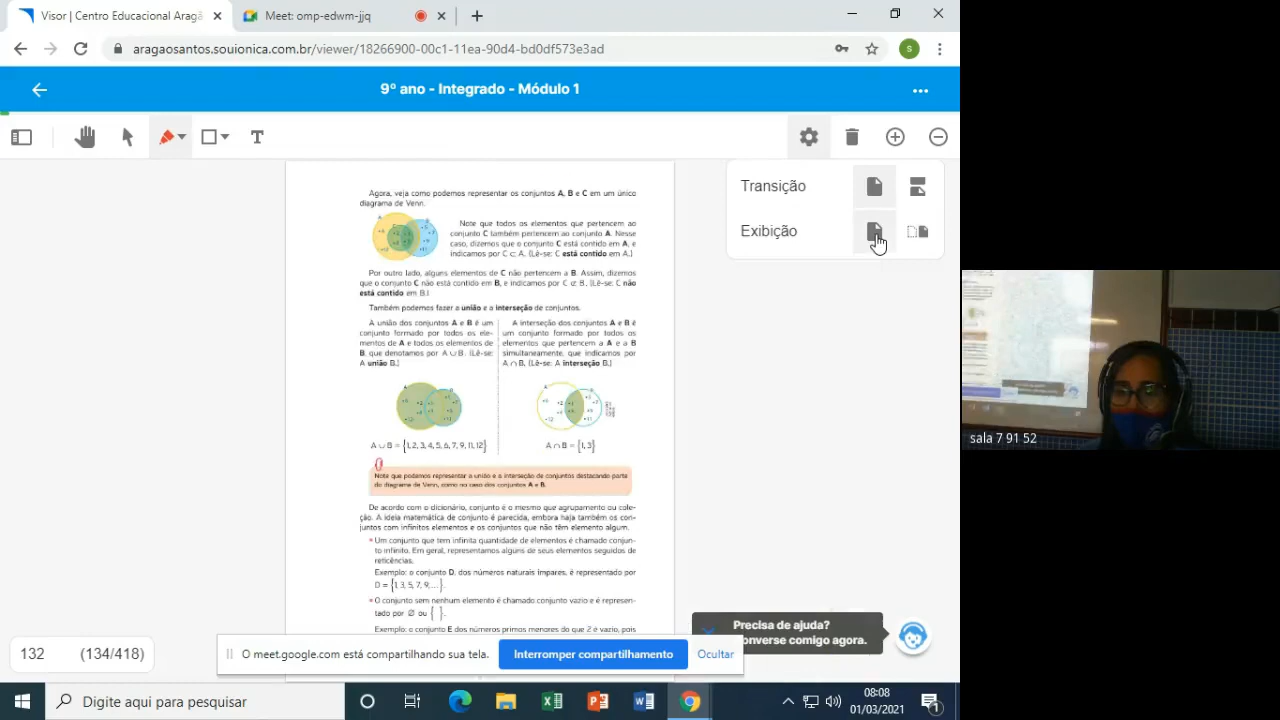 Visor | Centro Educacional Aragã
Meet: omp-edwm-jjq
aragaosantos.souionica.com.br/viewer/18266900-00c1-11ea-90d4-bd0df573e3ad
S
9º ano - Integrado - Módulo 1
T
Transição
Exibição
Agora, veja como podemos representar os conjuntos A, B e C em um único
diagrama de Venn.
Note que todos os elementos que pertencem ao
conjunto C também pertencem ao conjunto A. Nesse
caso, dizemos que o conjunto C está contido em A, e
indicamos por C ⊂ A. (Lê-se: C está contido em A.)
Por outro lado, alguns elementos de C não pertencem a B. Assim, dizemos
que o conjunto C não está contido em B, e indicamos por C ⊄ B. (Lê-se: C não
está contido em B.)
Também podemos fazer a união e a interseção de conjuntos.
A união dos conjuntos A e B é um
conjunto formado por todos os ele-
mentos de A e todos os elementos de
B, que denotamos por A ∪ B. (Lê-se:
A união B.)
A interseção dos conjuntos A e B é
um conjunto formado por todos os
elementos que pertencem a A e a B
simultaneamente, que indicamos por
A ∩ B. (Lê-se: A interseção B.)
A ∪ B = {1, 2, 3, 4, 5, 6, 7, 9, 11, 12}
A ∩ B = {1, 3}
Note que podemos representar a união e a interseção de conjuntos destacando parte
do diagrama de Venn, como no caso dos conjuntos A e B.
De acordo com o dicionário, conjunto é o mesmo que agrupamento ou cole-
ção. A ideia matemática de conjunto é parecida, embora haja também os con-
juntos com infinitos elementos e os conjuntos que não têm elemento algum.
Um conjunto que tem infinita quantidade de elementos é chamado conjun-
to infinito. Em geral, representamos alguns de seus elementos seguidos de
reticências.
Exemplo: o conjunto D, dos números naturais ímpares, é representado por
D = {1, 3, 5, 7, 9, ...}.
O conjunto sem nenhum elemento é chamado conjunto vazio e é represen-
tado por ∅ ou { }.
Exemplo: o conjunto E dos números primos menores do que 2 é vazio, pois
Precisa de ajuda?
onverse comigo agora.
132 (134/418)
O meet.google.com está compartilhando sua tela.
Interromper compartilhamento
Ocultar
Digite aqui para pesquisar
08:08
01/03/2021
1
sala 7 91 52